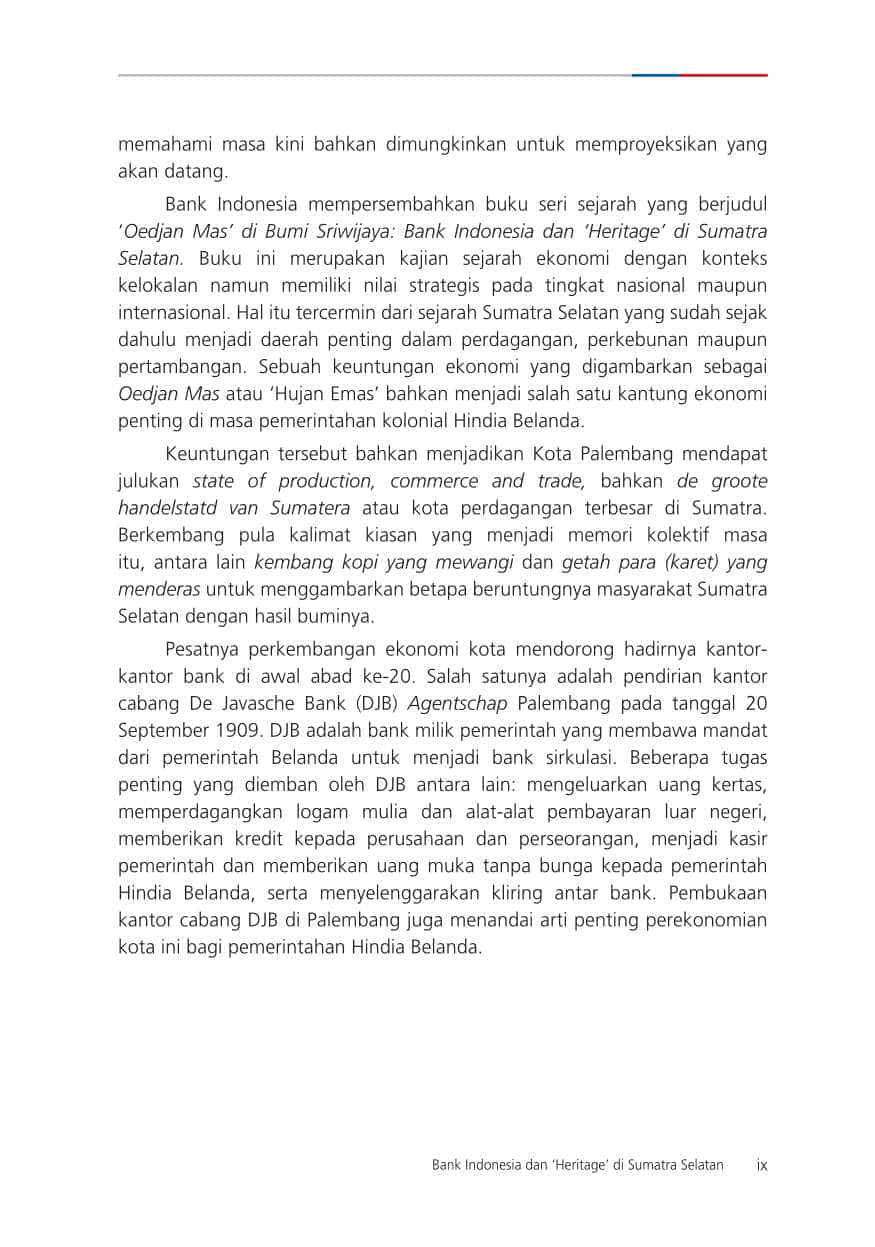 memahami masa kini bahkan dimungkinkan untuk memproyeksikan yang
akan datang.
Bank Indonesia mempersembahkan buku seri sejarah yang berjudul
‘Oedjan Mas’ di Bumi Sriwijaya: Bank Indonesia dan ‘Heritage’ di Sumatra
Selatan. Buku ini merupakan kajian sejarah ekonomi dengan konteks
kelokalan namun memiliki nilai strategis pada tingkat nasional maupun
internasional. Hal itu tercermin dari sejarah Sumatra Selatan yang sudah sejak
dahulu menjadi daerah penting dalam perdagangan, perkebunan maupun
pertambangan. Sebuah keuntungan ekonomi yang digambarkan sebagai
Oedjan Mas atau ‘Hujan Emas’ bahkan menjadi salah satu kantung ekonomi
penting di masa pemerintahan kolonial Hindia Belanda.
Keuntungan tersebut bahkan menjadikan Kota Palembang mendapat
julukan state of production, commerce and trade, bahkan de groote
handelstatd van Sumatera atau kota perdagangan terbesar di Sumatra.
Berkembang pula kalimat kiasan yang menjadi memori kolektif masa
itu, antara lain kembang kopi yang mewangi dan getah para (karet) yang
menderas untuk menggambarkan betapa beruntungnya masyarakat Sumatra
Selatan dengan hasil buminya.
Pesatnya perkembangan ekonomi kota mendorong hadirnya kantor-
kantor bank di awal abad ke-20. Salah satunya adalah pendirian kantor
cabang De Javasche Bank (DJB) Agentschap Palembang pada tanggal 20
September 1909. DJB adalah bank milik pemerintah yang membawa mandat
dari pemerintah Belanda untuk menjadi bank sirkulasi. Beberapa tugas
penting yang diemban oleh DJB antara lain: mengeluarkan uang kertas,
memperdagangkan logam mulia dan alat-alat pembayaran luar negeri,
memberikan kredit kepada perusahaan dan perseorangan, menjadi kasir
pemerintah dan memberikan uang muka tanpa bunga kepada pemerintah
Hindia Belanda, serta menyelenggarakan kliring antar bank. Pembukaan
kantor cabang DJB di Palembang juga menandai arti penting perekonomian
kota ini bagi pemerintahan Hindia Belanda.
Bank Indonesia dan ‘Heritage’ di Sumatra Selatan ix